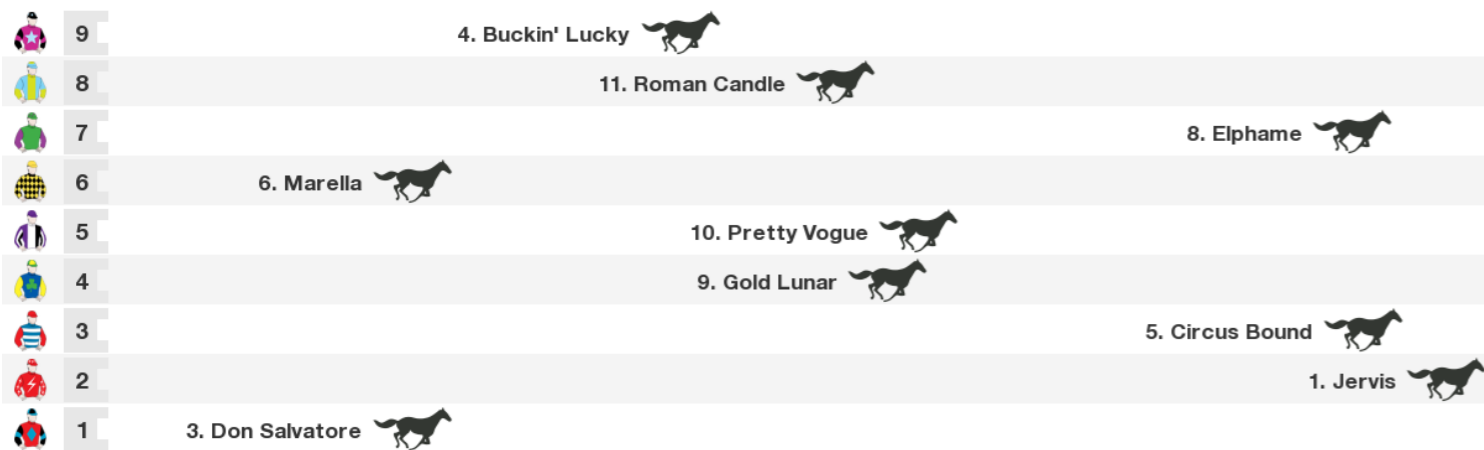 9 4. Buckin' Lucky
8 11. Roman Candle
7 8. Elphame
6 6. Marella
5 10. Pretty Vogue
4 9. Gold Lunar
3 5. Circus Bound
2 1. Jervis
1 3. Don Salvatore